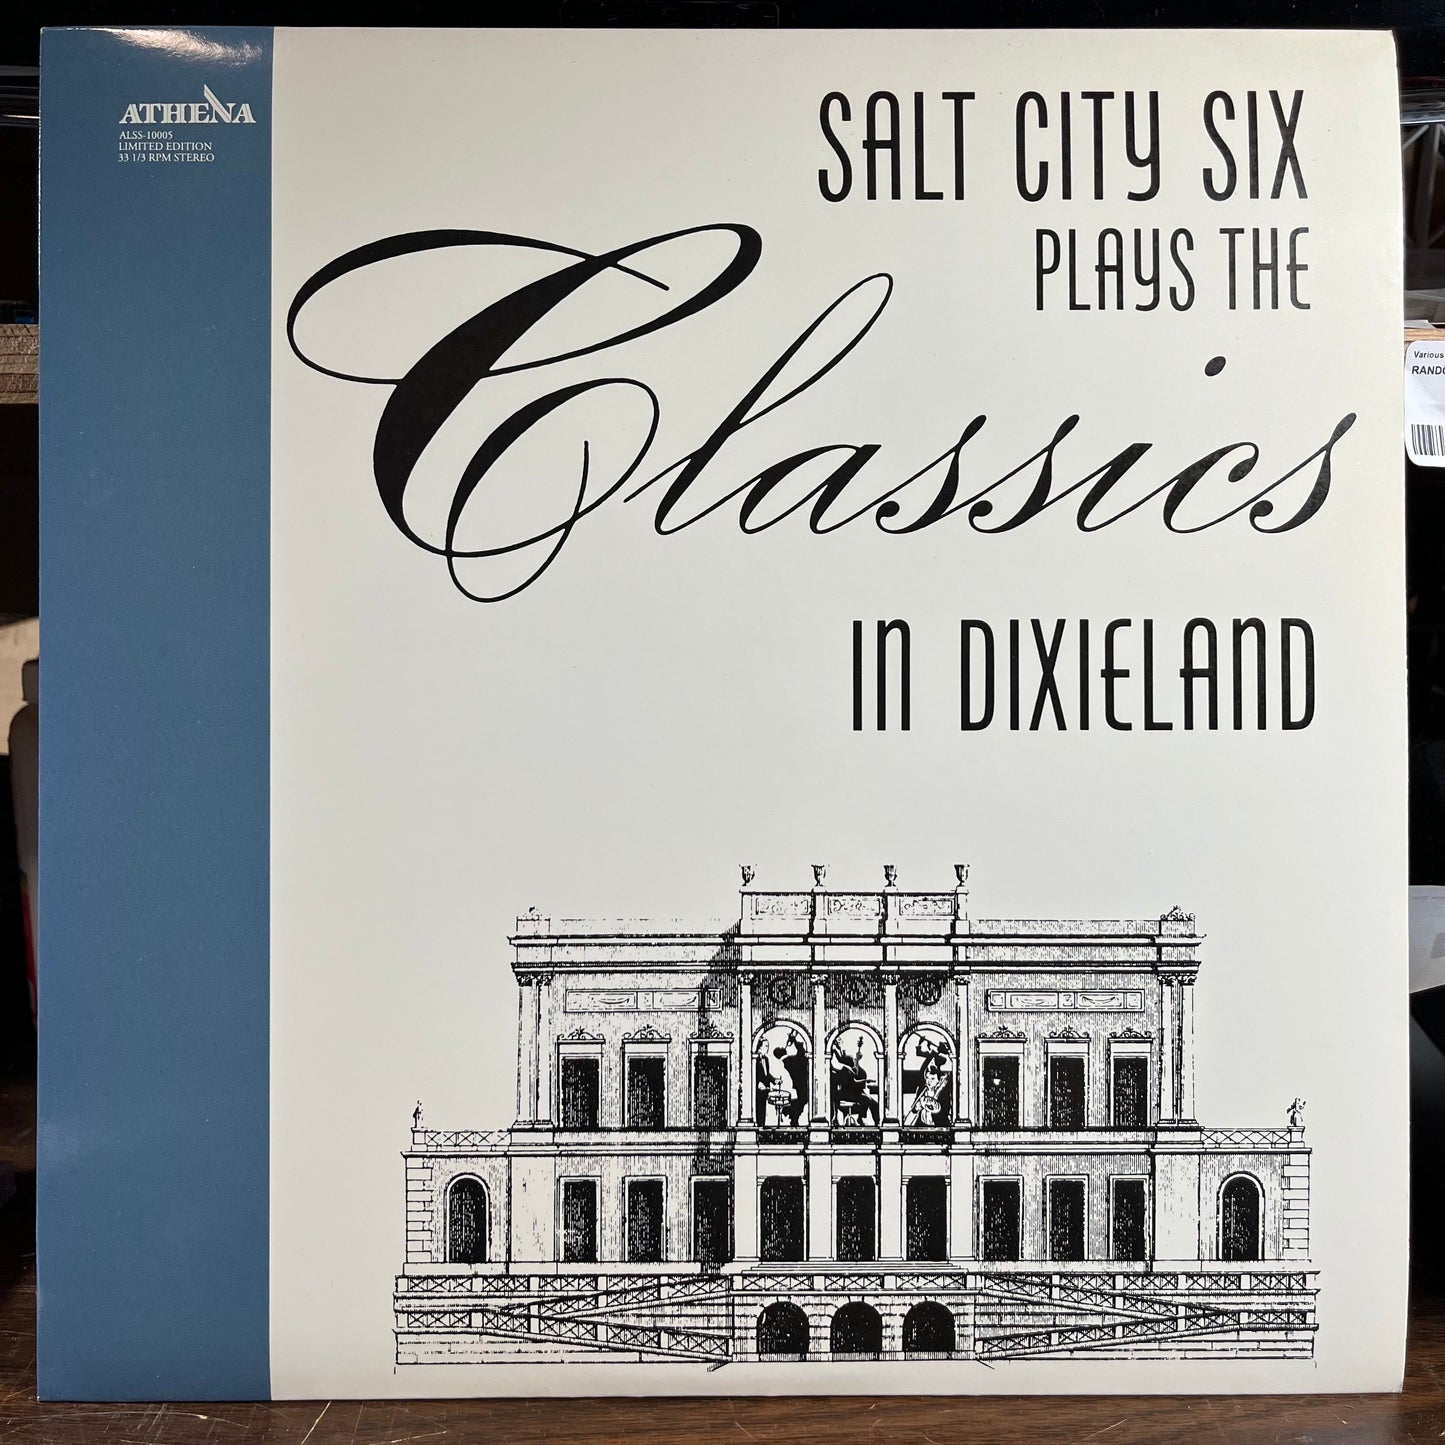 ATHENA
ALSS-10005
LIMITED EDITION
33 1/3 RPM STEREO
SALT CITY SIX
PLAYS THE
Classics
IN DIXIELAND
Various